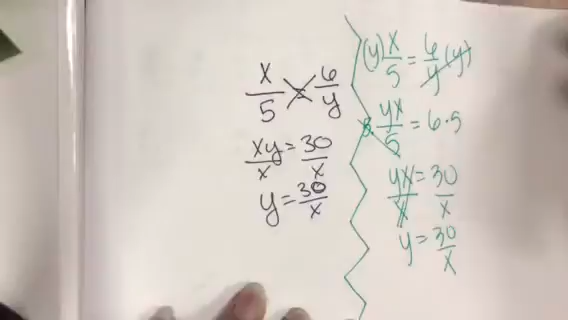 x/5 = 6/y
xy/x = 30/x
y = 30/x
(y) x/5 = 6/y (y)
5. yx/5 = 6·5
yx/x = 30/x
y = 30/x